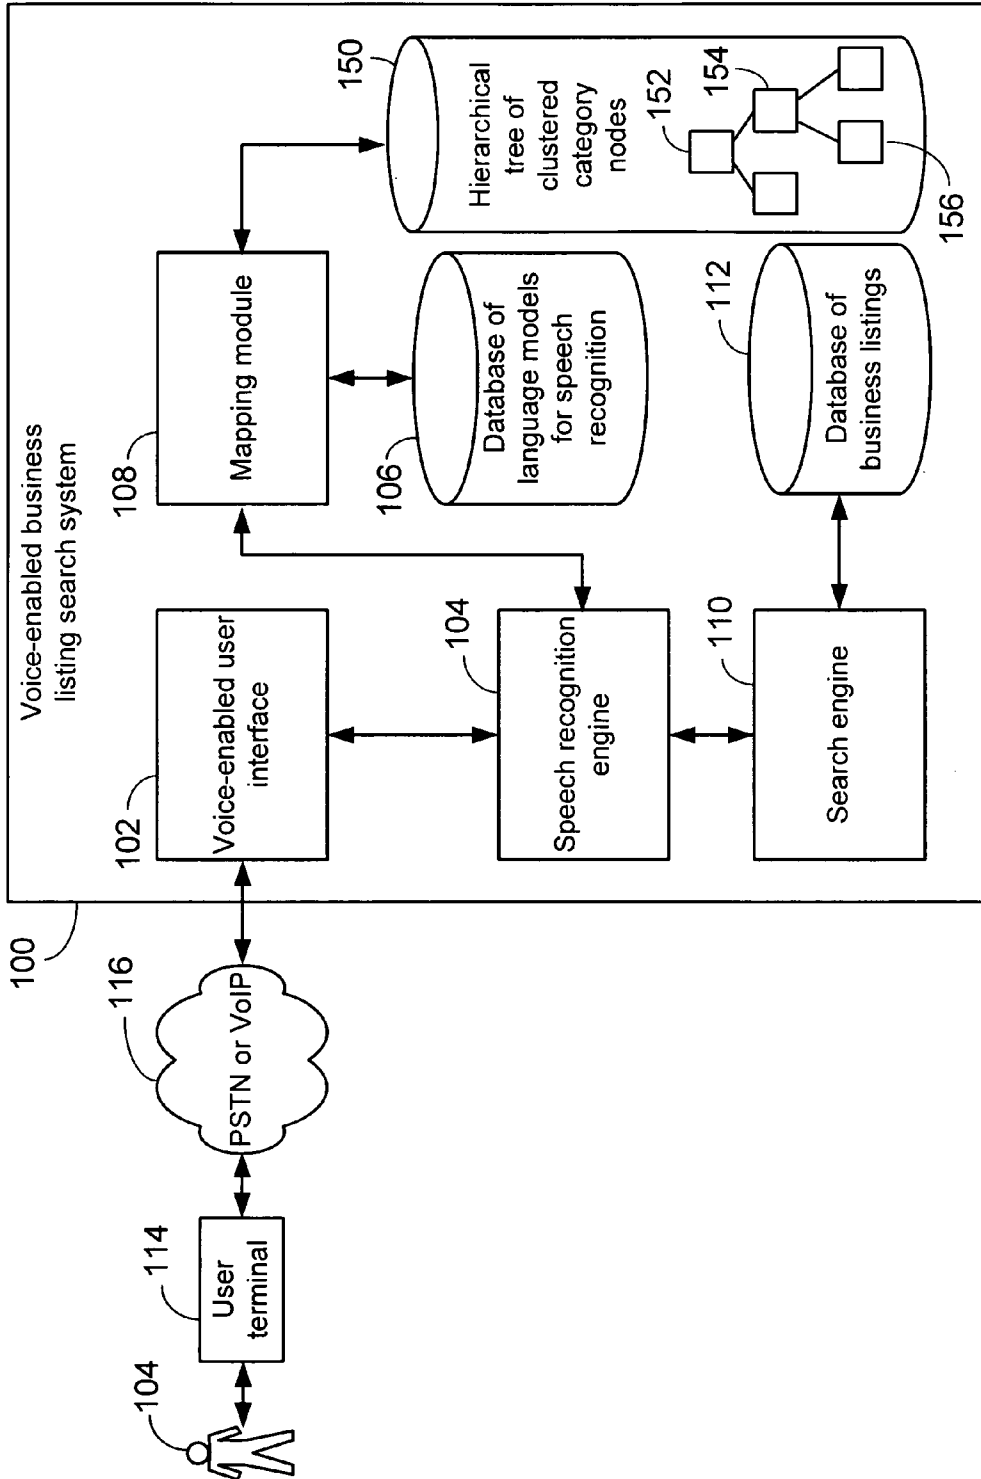 Voice-enabled business
listing search system
100
104
114
User
terminal
116
PSTN or VoIP
102
Voice-enabled user
interface
108
Mapping module
150
Hierarchical
tree of
clustered
category
nodes
152
154
156
104
Speech recognition
engine
106
Database of
language models
for speech
recognition
110
Search engine
112
Database of
business listings